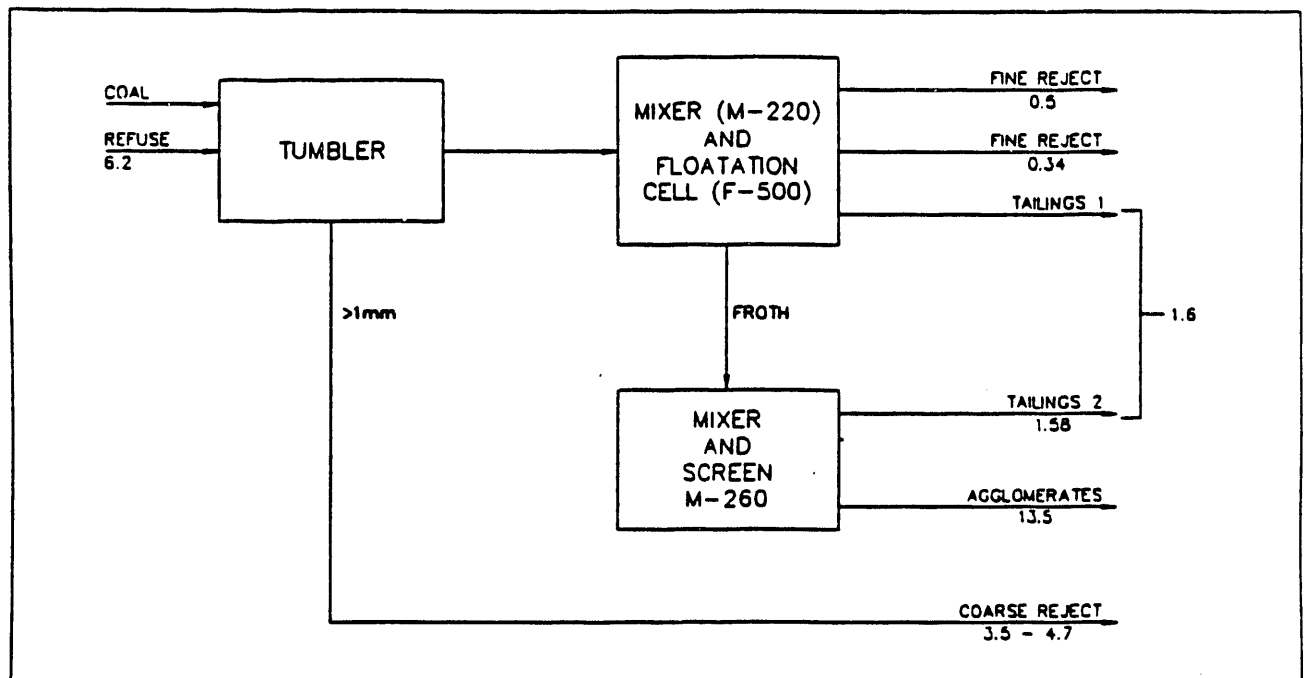 COAL
REFUSE
6.2
TUMBLER
MIXER (M-220)
AND
FLOATATION
CELL (F-500)
FINE REJECT
0.5
FINE REJECT
0.34
TAILINGS 1
>1mm
FROTH
1.6
MIXER
AND
SCREEN
M-260
TAILINGS 2
1.58
AGGLOMERATES
13.5
COARSE REJECT
3.5 - 4.7